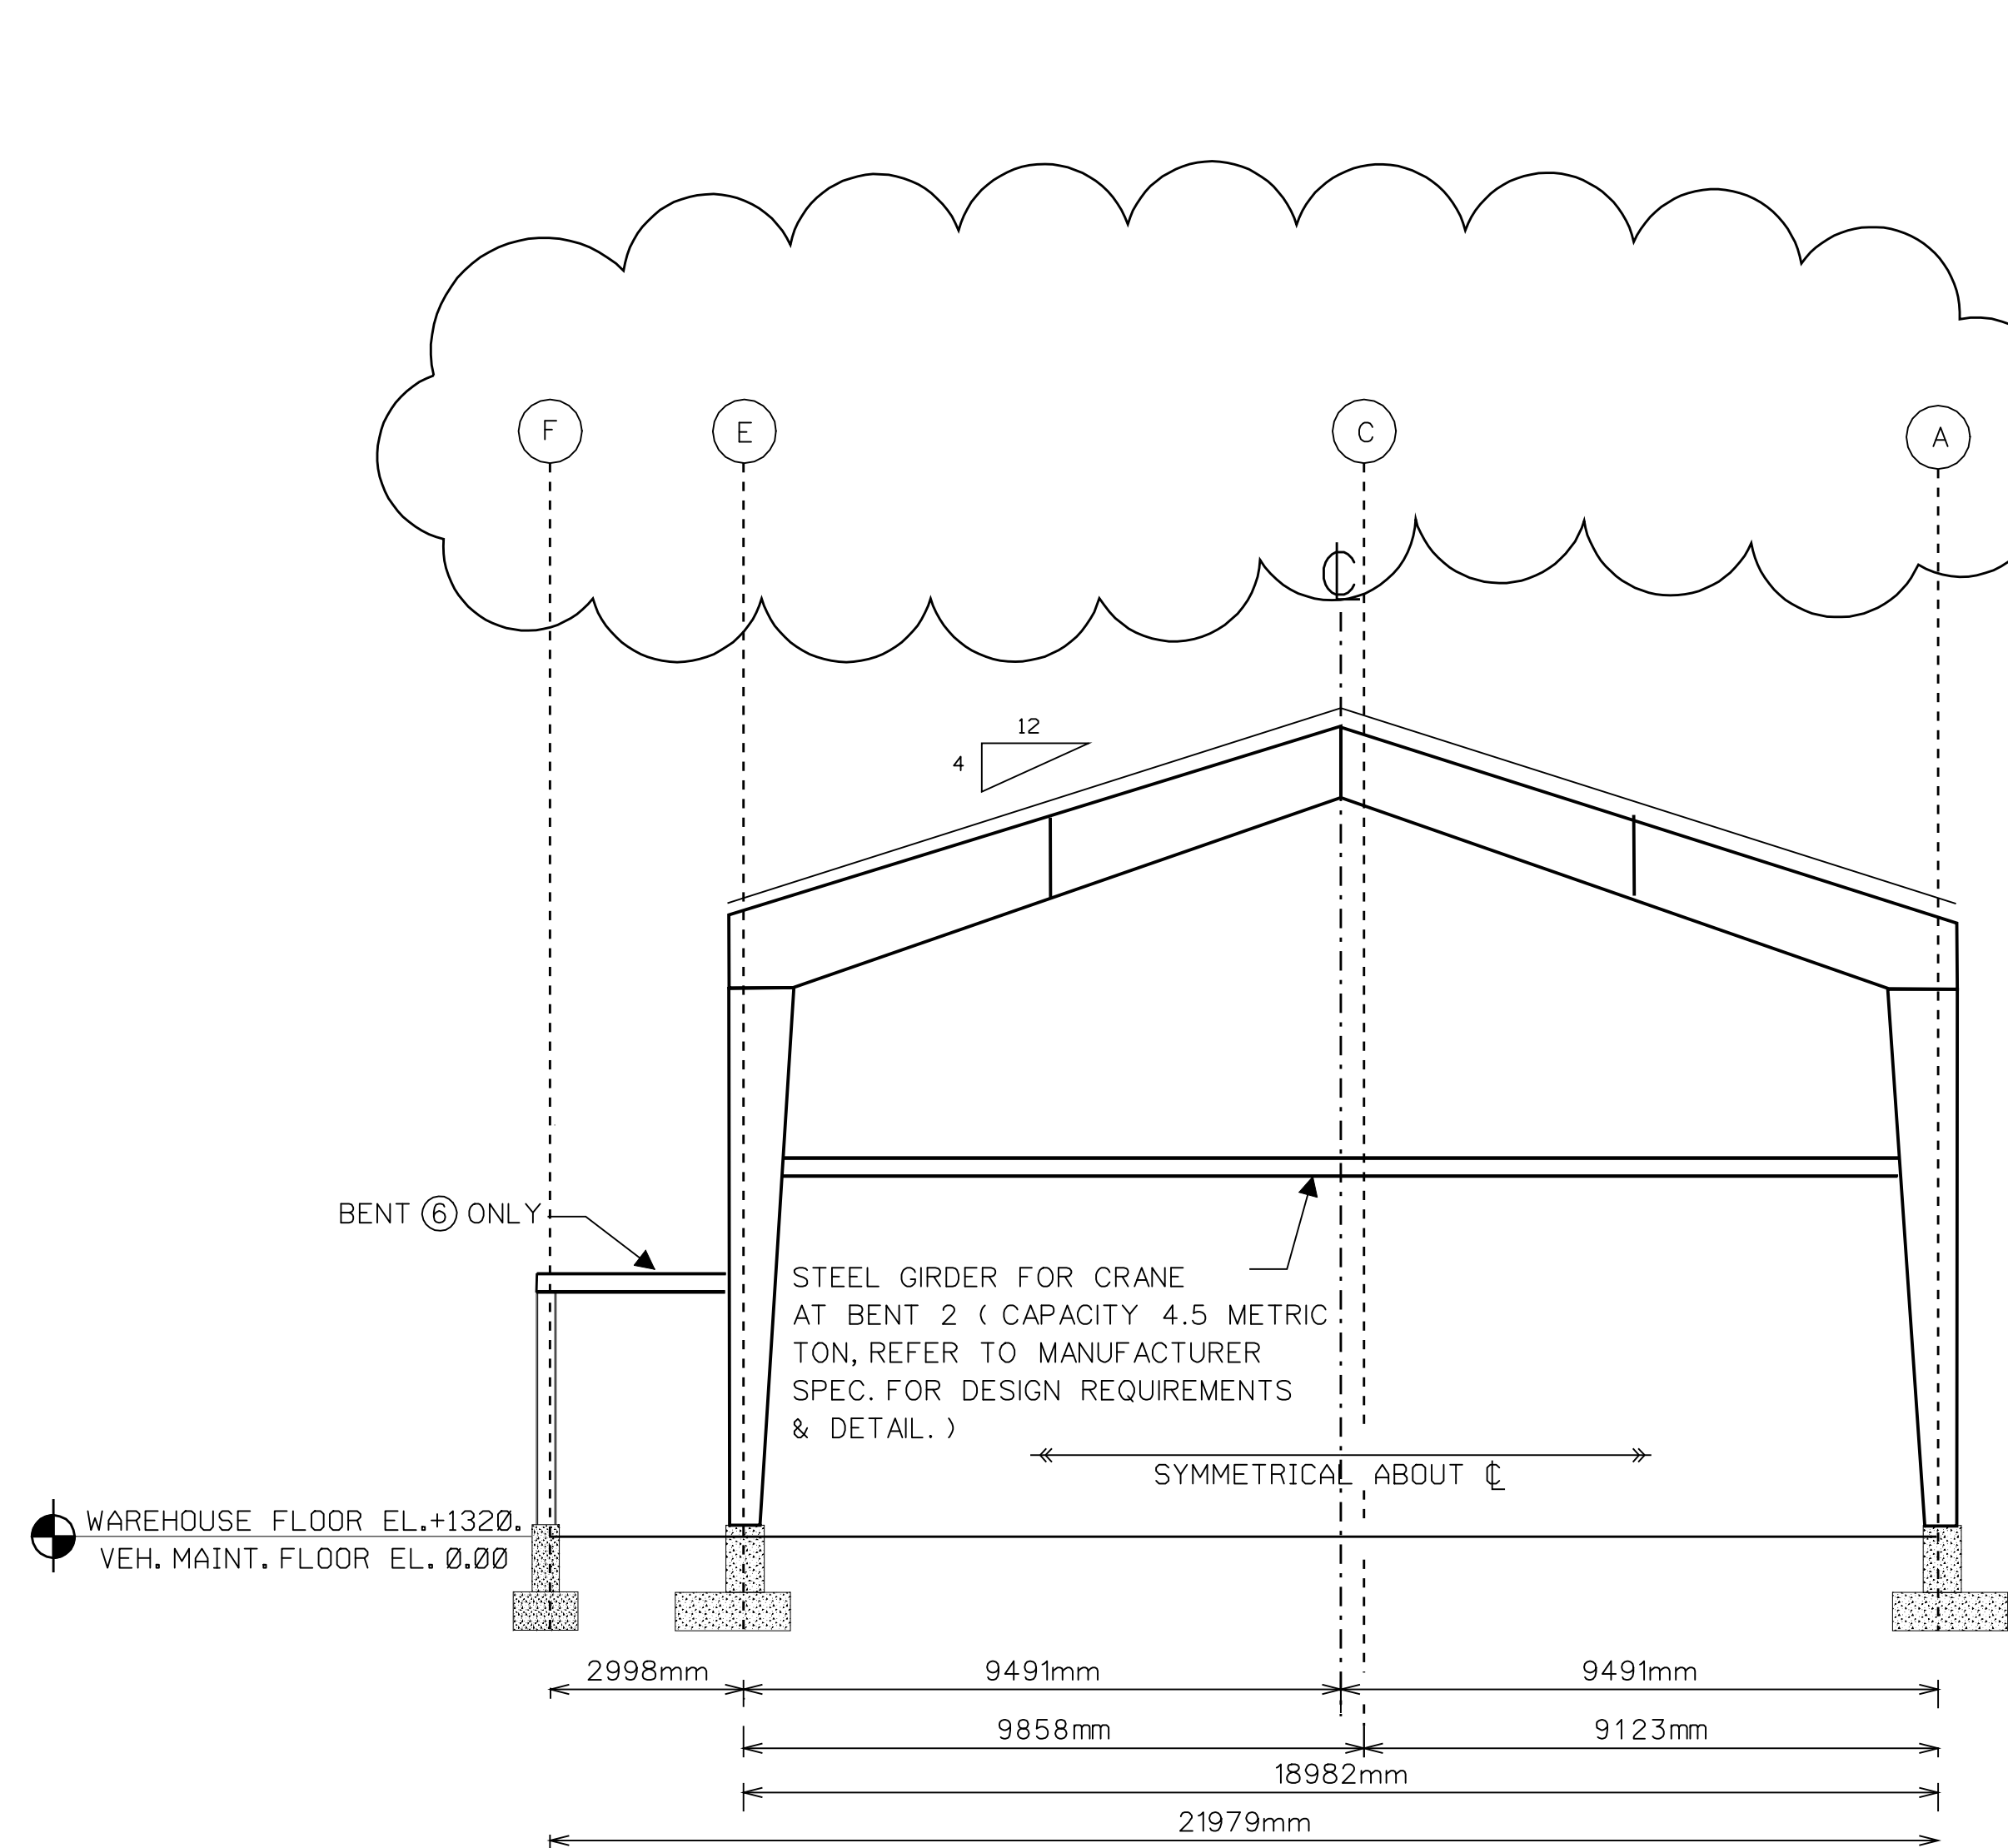 F
E
C
A
℄
12
4
BENT 6 ONLY
STEEL GIRDER FOR CRANE
AT BENT 2 ( CAPACITY 4.5 METRIC
TON, REFER TO MANUFACTURER
SPEC. FOR DESIGN REQUIREMENTS
& DETAIL. )
SYMMETRICAL ABOUT ℄
WAREHOUSE FLOOR EL.+1320.
VEH. MAINT. FLOOR EL. 0.00
2998mm
9491mm
9491mm
9858mm
9123mm
18982mm
21979mm